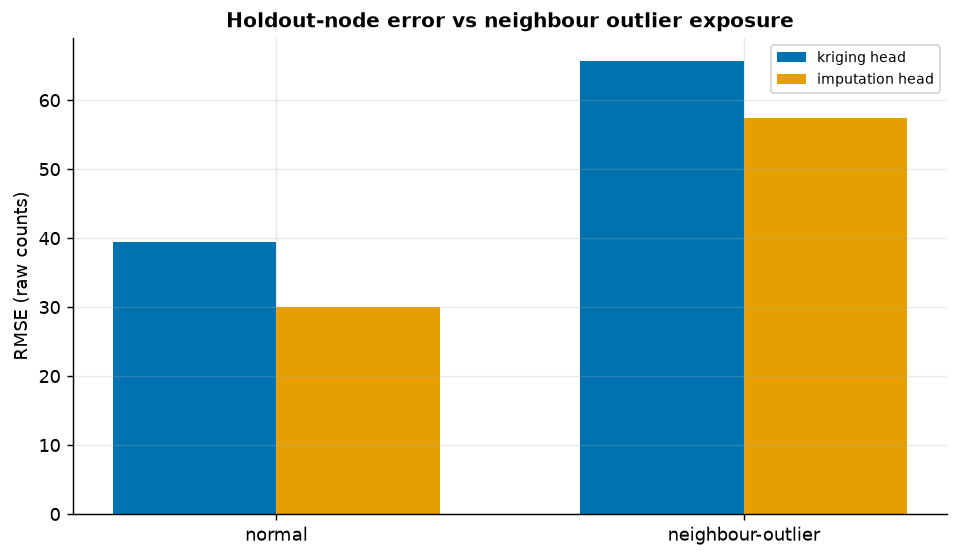 Holdout-node error vs neighbour outlier exposure
kriging head
imputation head
RMSE (raw counts)
60
50
40
30
20
10
0
normal
neighbour-outlier